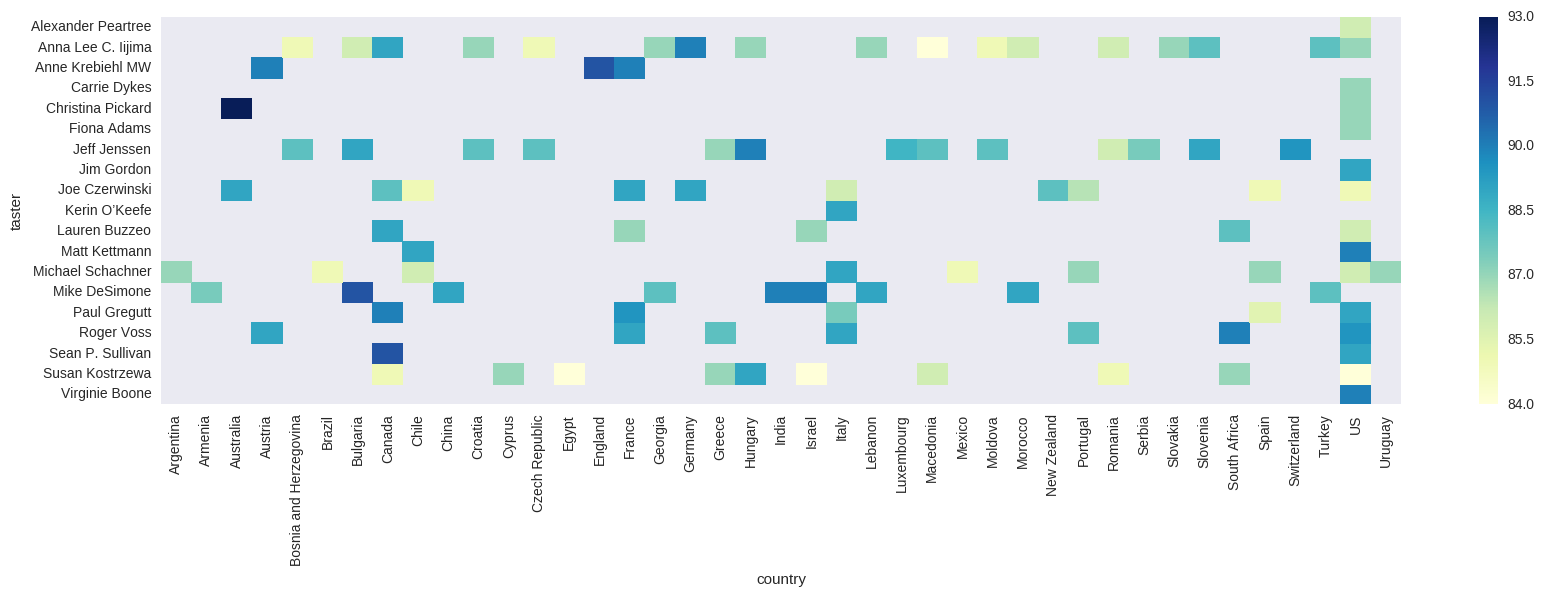 taster
Alexander Peartree
Anna Lee C. Iijima
Anne Krebiehl MW
Carrie Dykes
Christina Pickard
Fiona Adams
Jeff Jenssen
Jim Gordon
Joe Czerwinski
Kerin O’Keefe
Lauren Buzzeo
Matt Kettmann
Michael Schachner
Mike DeSimone
Paul Gregutt
Roger Voss
Sean P. Sullivan
Susan Kostrzewa
Virginie Boone
Argentina
Armenia
Australia
Austria
Bosnia and Herzegovina
Brazil
Bulgaria
Canada
Chile
China
Croatia
Cyprus
Czech Republic
Egypt
England
France
Georgia
Germany
Greece
Hungary
India
Israel
Italy
Lebanon
Luxembourg
Macedonia
Mexico
Moldova
Morocco
New Zealand
Portugal
Romania
Serbia
Slovakia
Slovenia
South Africa
Spain
Switzerland
Turkey
US
Uruguay
country
93.0
91.5
90.0
88.5
87.0
85.5
84.0